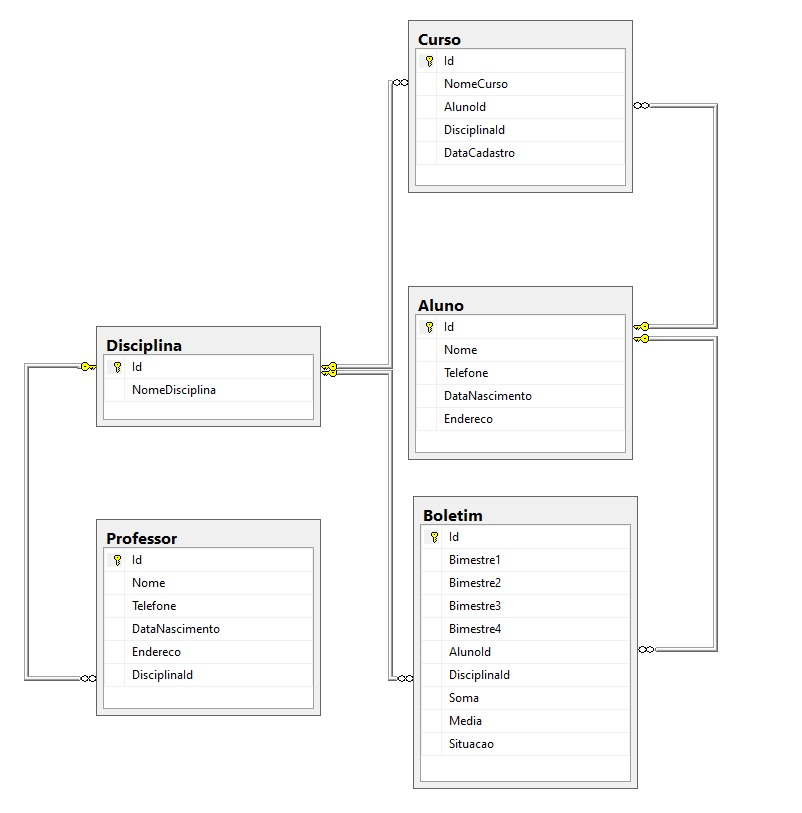 Curso
Id
NomeCurso
AlunoId
DisciplinaId
DataCadastro
Aluno
Id
Nome
Telefone
DataNascimento
Endereco
Disciplina
Id
NomeDisciplina
Professor
Id
Nome
Telefone
DataNascimento
Endereco
DisciplinaId
Boletim
Id
Bimestre1
Bimestre2
Bimestre3
Bimestre4
AlunoId
DisciplinaId
Soma
Media
Situacao